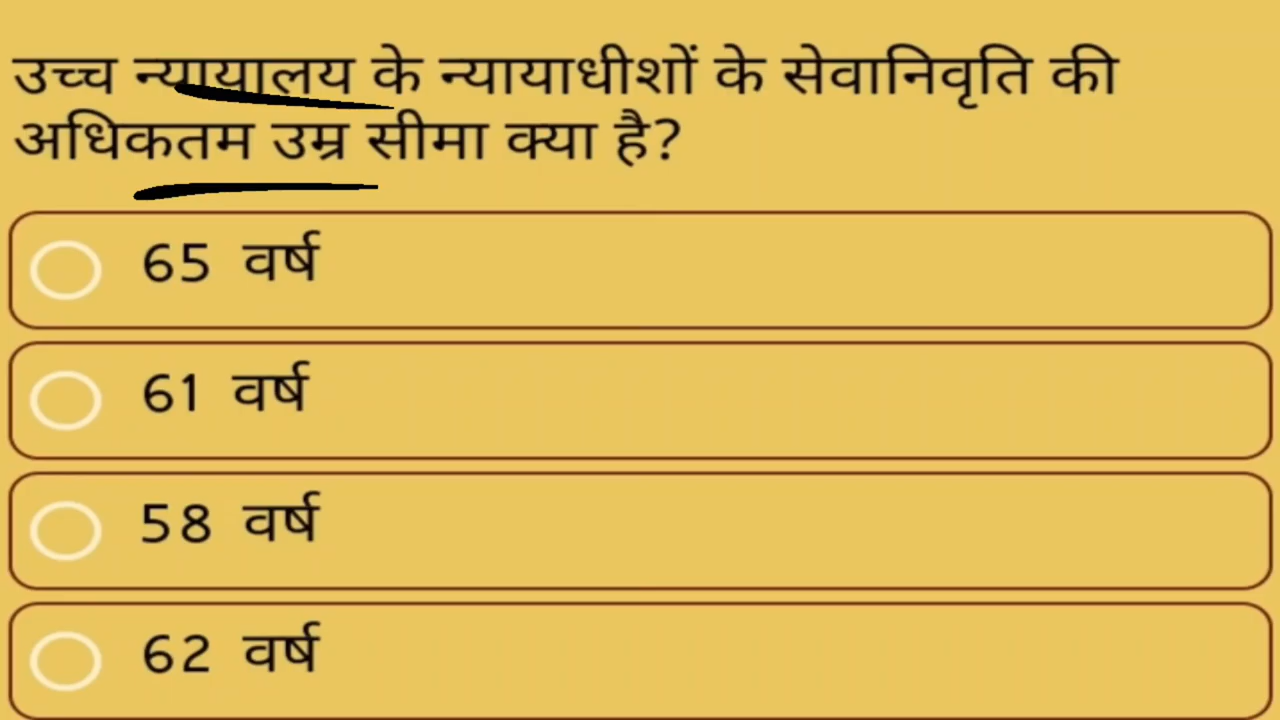 उच्च न्यायालय के न्यायाधीशों के सेवानिवृति की
अधिकतम उम्र सीमा क्या है?
65 वर्ष
61 वर्ष
58 वर्ष
62 वर्ष